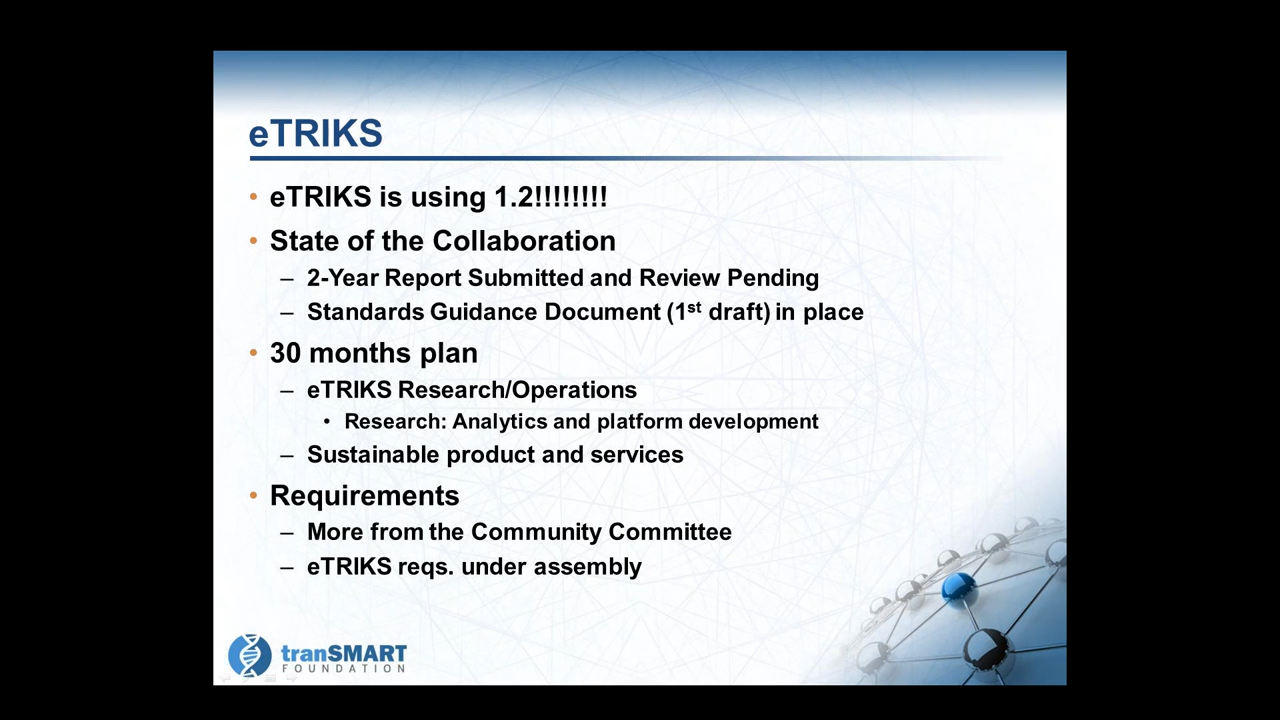 eTRIKS
• eTRIKS is using 1.2!!!!!!!!
• State of the Collaboration
– 2-Year Report Submitted and Review Pending
– Standards Guidance Document (1st draft) in place
• 30 months plan
– eTRIKS Research/Operations
• Research: Analytics and platform development
– Sustainable product and services
• Requirements
– More from the Community Committee
– eTRIKS reqs. under assembly
tranSMART
FOUNDATION